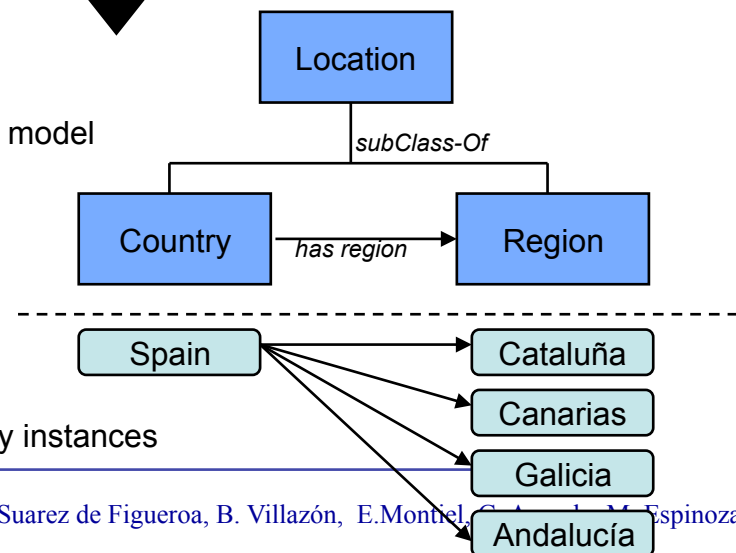 Location
model
subClass-Of
Country
has region
Region
Spain
Cataluña
Canarias
y instances
Galicia
Suarez de Figueroa, B. Villazón, E.Montiel, M. Espinoza
Andalucía